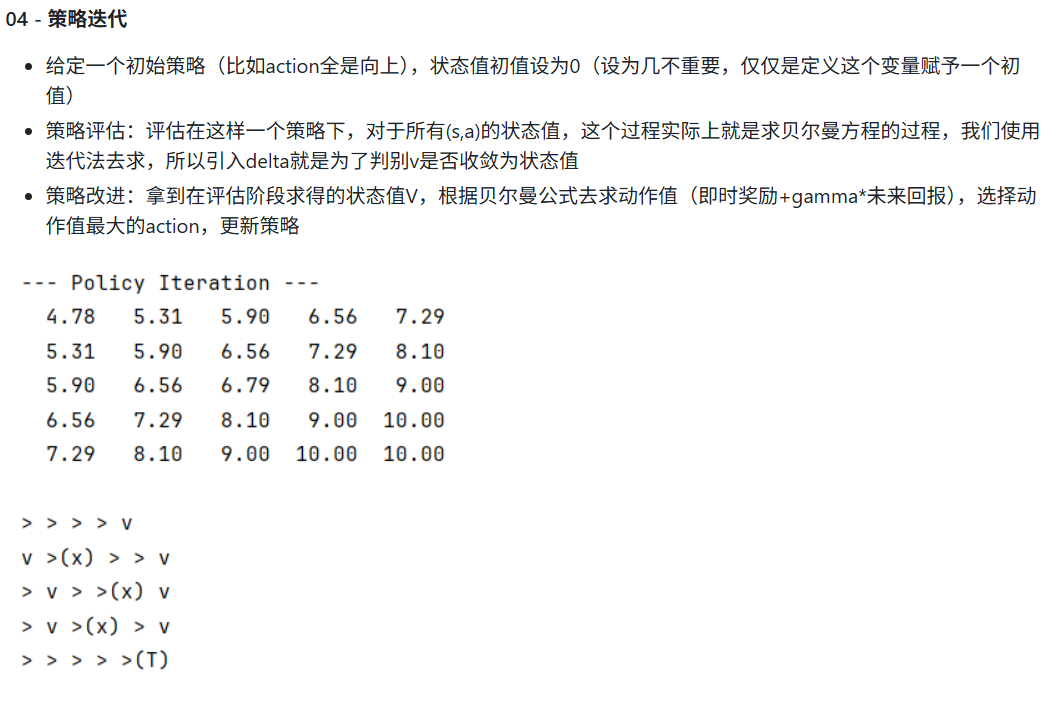 04 - 策略迭代
给定一个初始策略（比如action全是向上），状态值初值设为0（设为几不重要，仅仅是定义这个变量赋予一个初
值）
策略评估：评估在这样一个策略下，对于所有(s,a)的状态值，这个过程实际上就是求贝尔曼方程的过程，我们使用
迭代法去求，所以引入delta就是为了判别v是否收敛为状态值
策略改进：拿到在评估阶段求得的状态值V，根据贝尔曼公式去求动作值（即时奖励+gamma*未来回报），选择动
作值最大的action，更新策略
--- Policy Iteration ---
4.78 5.31 5.90 6.56 7.29
5.31 5.90 6.56 7.29 8.10
5.90 6.56 6.79 8.10 9.00
6.56 7.29 8.10 9.00 10.00
7.29 8.10 9.00 10.00 10.00
> > > > v
v >(x) > > v
> v > >(x) v
> v >(x) > v
> > > > >(T)